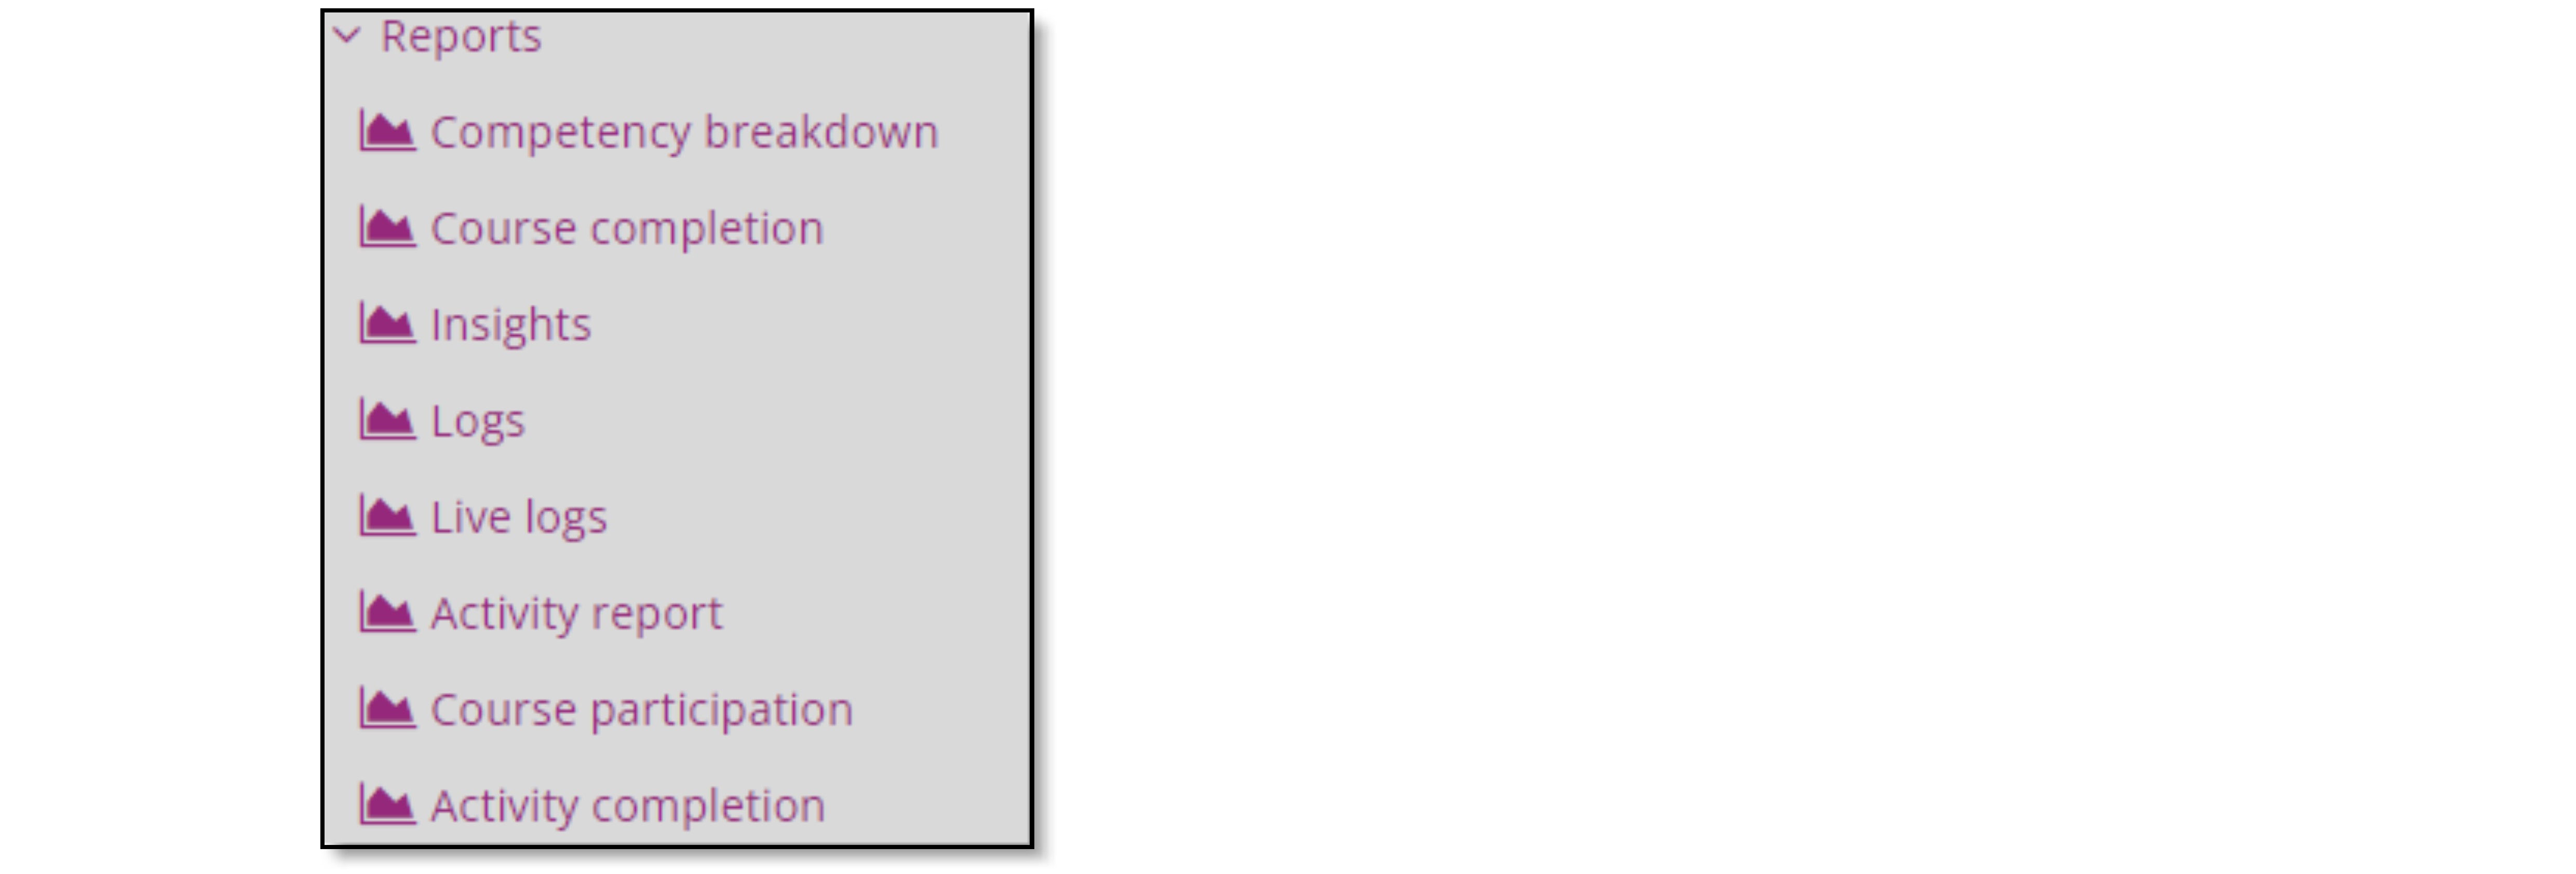 Reports
Competency breakdown
Course completion
Insights
Logs
Live logs
Activity report
Course participation
Activity completion